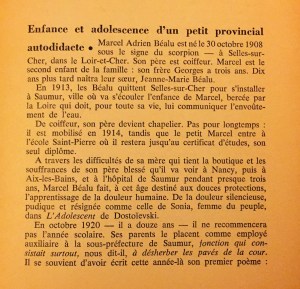 Enfance et adolescence d'un petit provincial
autodidacte • Marcel Adrien Béalu est né le 30 octobre 1908
sous le signe du scorpion — à Selles-sur-
Cher, dans le Loir-et-Cher. Son père est coiffeur. Marcel est le
second enfant de la famille : son frère Georges a trois ans. Dix
ans plus tard naîtra leur sœur, Jeanne-Marie Béalu.
En 1913, les Béalu quittent Selles-sur-Cher pour s'installer
à Saumur, ville où va s'écouler l'enfance de Marcel, bercée par
la Loire qui doit, pour toute sa vie, lui communiquer l'envoûte-
ment de l'eau.
De coiffeur, son père devient chapelier. Pas pour longtemps :
il est mobilisé en 1914, tandis que le petit Marcel entre à
l'école Saint-Pierre où il restera jusqu'au certificat d'études, son
seul diplôme.
A travers les difficultés de sa mère qui tient la boutique et les
souffrances de son père blessé qu'il va voir à Nancy, puis à
Aix-les-Bains, et à l'hôpital de Saumur pendant presque trois
ans, Marcel Béalu fait, à cet âge destiné aux douces protections,
l'apprentissage de la douleur humaine. De la douleur silencieuse,
pudique et résignée comme celle de Sonia, femme du peuple,
dans L'Adolescent de Dostoïevski.
En octobre 1920 — il a douze ans — il ne recommencera
pas l'année scolaire. Ses parents le placent comme employé
auxiliaire à la sous-préfecture de Saumur, fonction qui con-
sistait surtout, nous dit-il, à désherber les pavés de la cour.
Il se souvient d'avoir écrit cette année-là son premier poème :